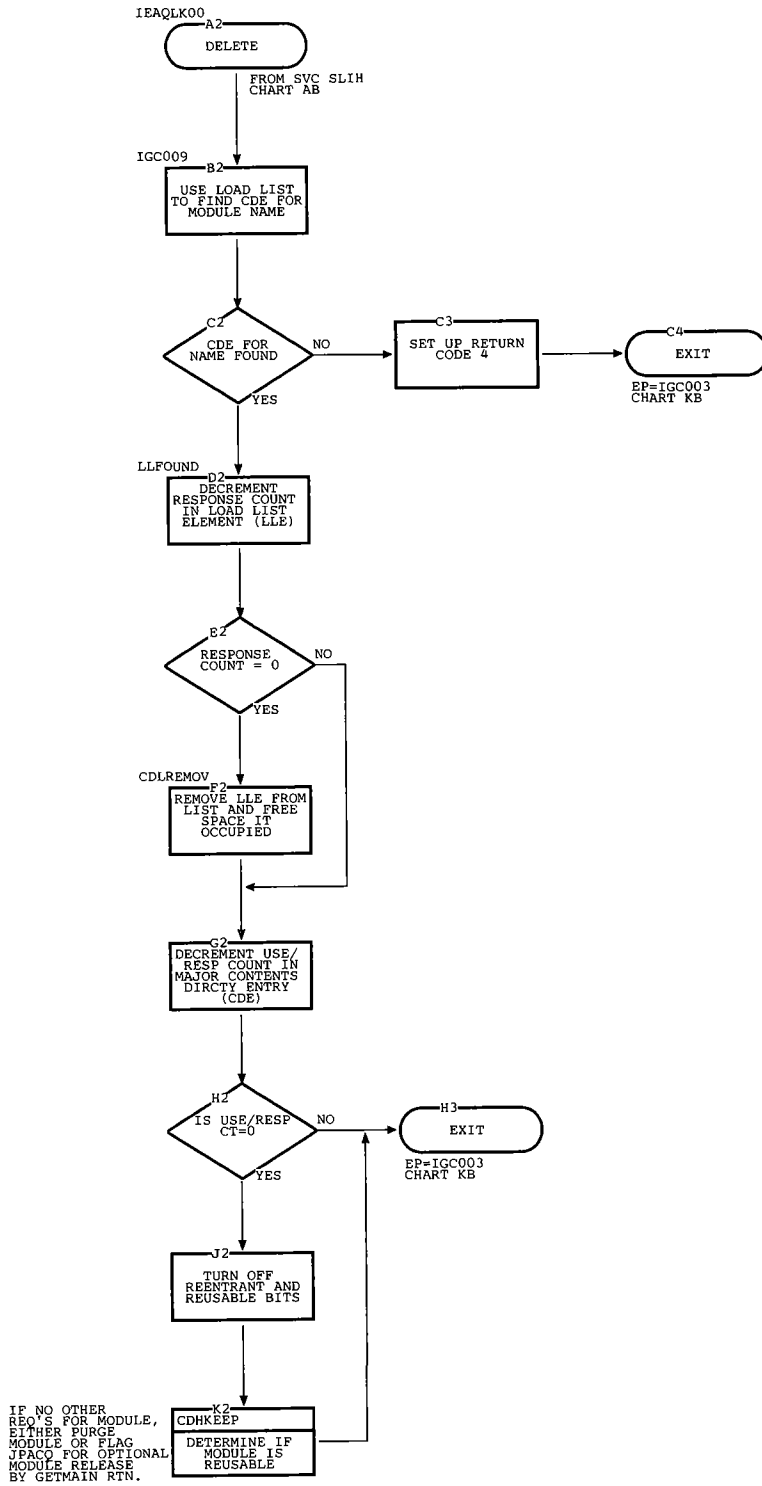 IEAQLK00
A2
DELETE
FROM SVC SLIH
CHART AB
IGC009
B2
USE LOAD LIST
TO FIND CDE FOR
MODULE NAME
C2
CDE FOR
NAME FOUND
NO
YES
C3
SET UP RETURN
CODE 4
C4
EXIT
EP=IGC003
CHART KB
LLFOUND
D2
DECREMENT
RESPONSE COUNT
IN LOAD LIST
ELEMENT (LLE)
E2
RESPONSE
COUNT = 0
NO
YES
CDLREMOV
F2
REMOVE LLE FROM
LIST AND FREE
SPACE IT
OCCUPIED
G2
DECREMENT USE/
RESP COUNT IN
MAJOR CONTENTS
DIRCTY ENTRY
(CDE)
H2
IS USE/RESP
CT=0
NO
YES
H3
EXIT
EP=IGC003
CHART KB
J2
TURN OFF
REENTRANT AND
REUSABLE BITS
IF NO OTHER
REQ'S FOR MODULE,
EITHER PURGE
MODULE OR FLAG
JPACQ FOR OPTIONAL
MODULE RELEASE
BY GETMAIN RTN.
K2
CDHKEEP
DETERMINE IF
MODULE IS
REUSABLE